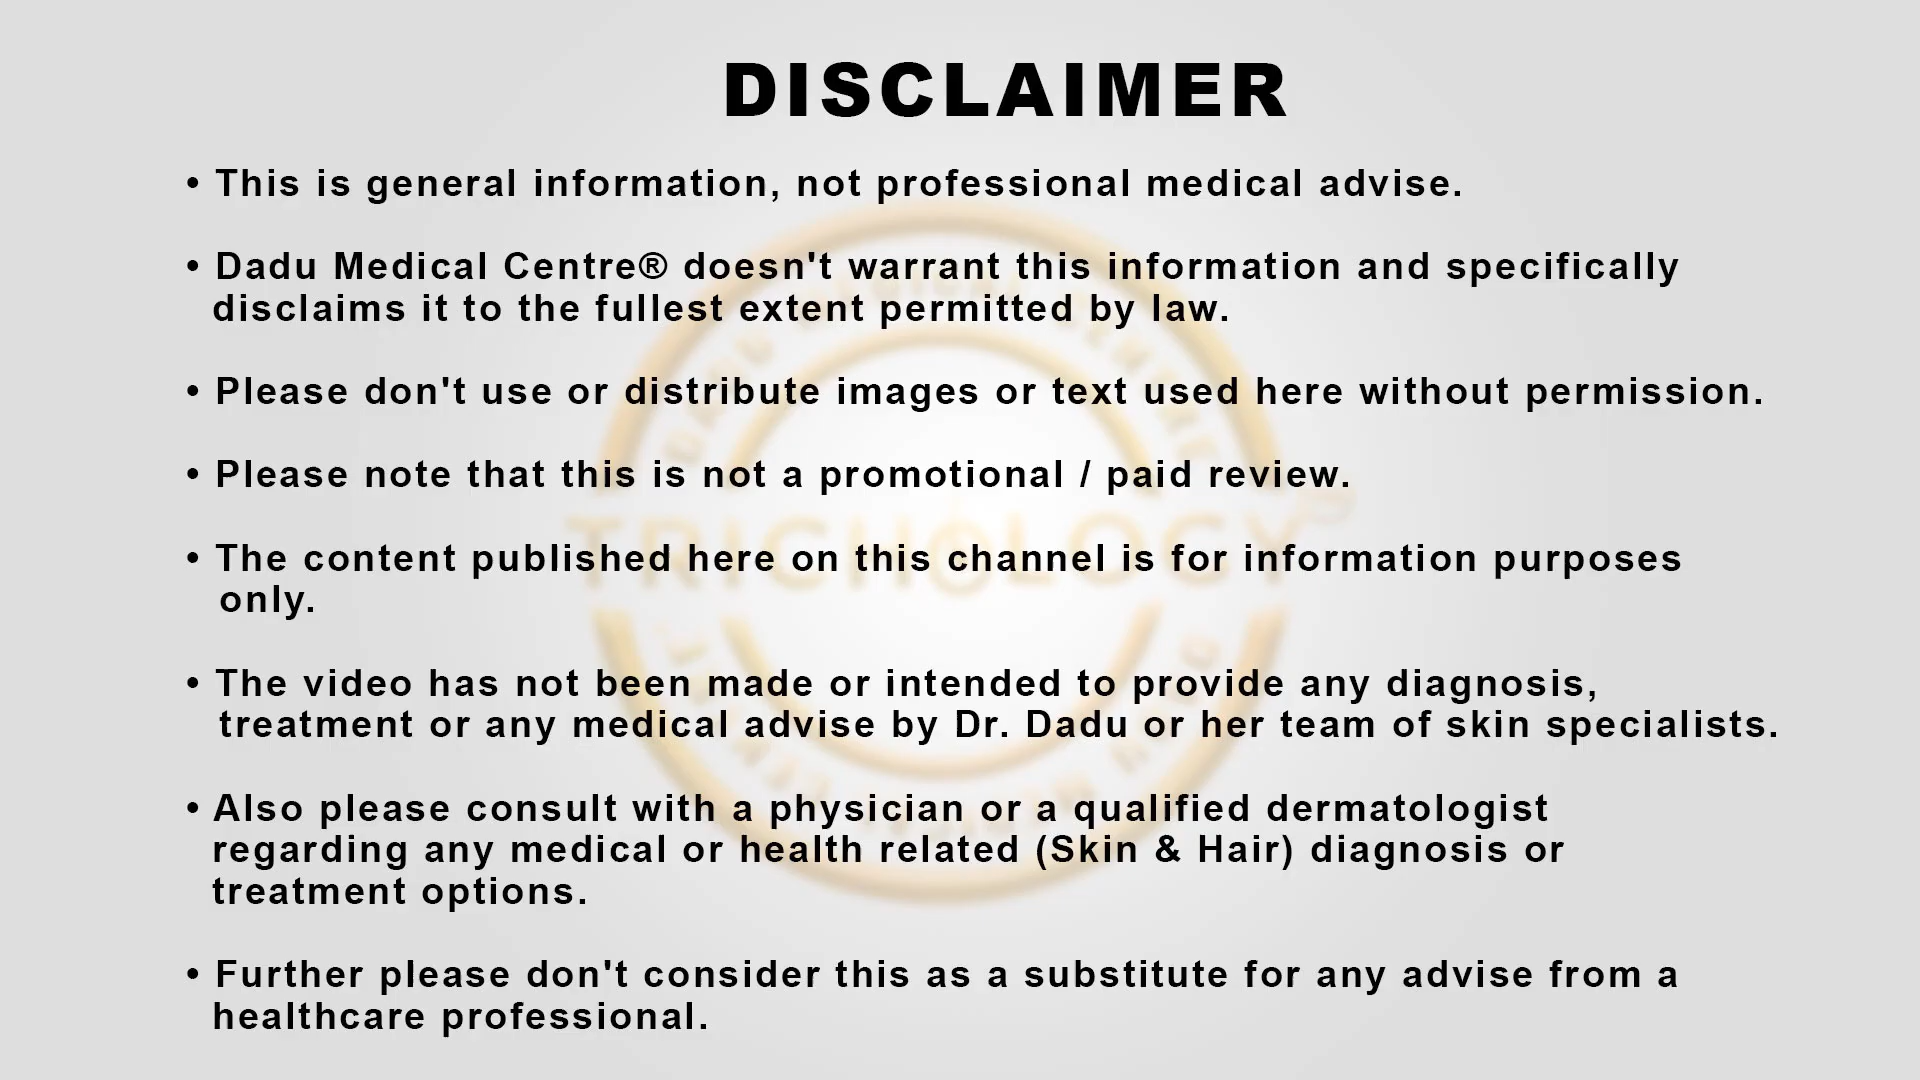 DISCLAIMER
• This is general information, not professional medical advise.
• Dadu Medical Centre® doesn't warrant this information and specifically
disclaims it to the fullest extent permitted by law.
• Please don't use or distribute images or text used here without permission.
• Please note that this is not a promotional / paid review.
• The content published here on this channel is for information purposes
only.
• The video has not been made or intended to provide any diagnosis,
treatment or any medical advise by Dr. Dadu or her team of skin specialists.
• Also please consult with a physician or a qualified dermatologist
regarding any medical or health related (Skin & Hair) diagnosis or
treatment options.
• Further please don't consider this as a substitute for any advise from a
healthcare professional.
DADU MEDICAL CENTRE
TRICHOLOGY